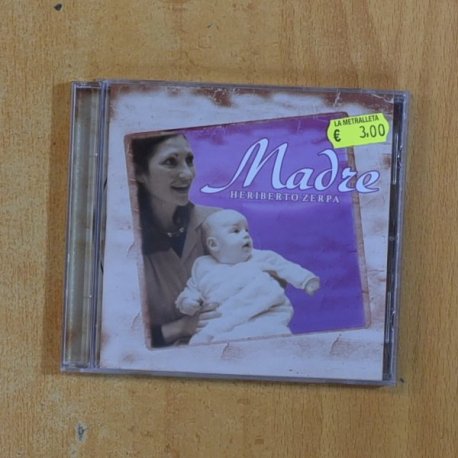 LA METRALLETA
€ 3,00
Madre
HERIBERTO ZERPA